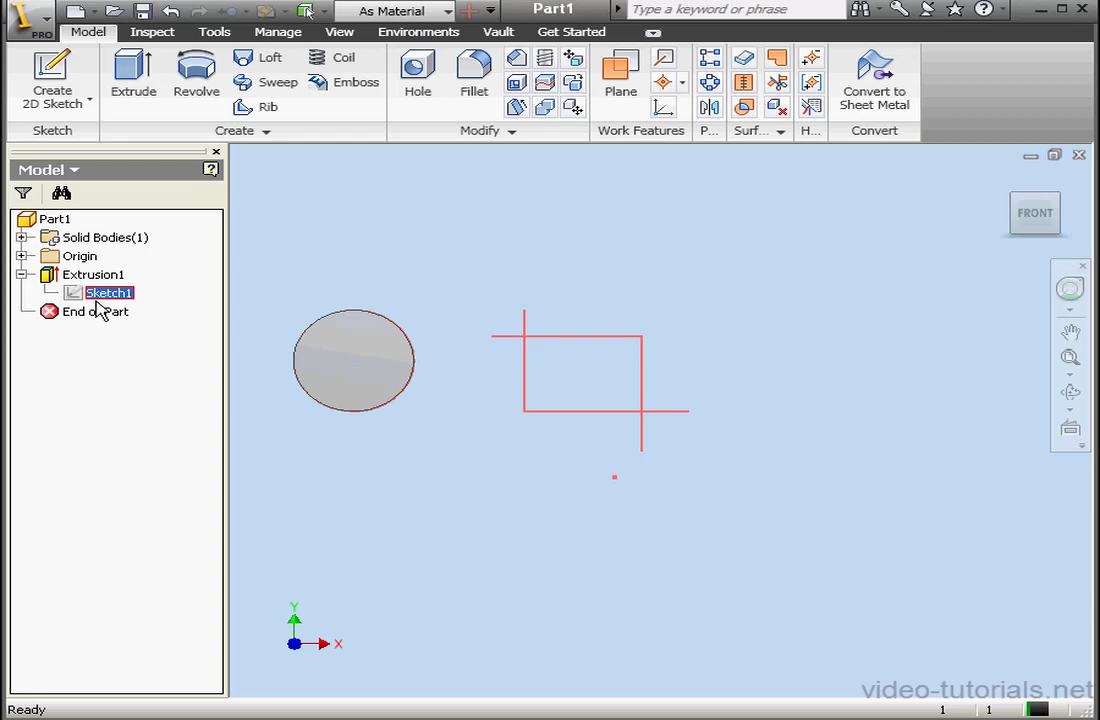 PRO
As Material
Part1
Type a keyword or phrase
Model
Inspect
Tools
Manage
View
Environments
Vault
Get Started
Create
2D Sketch
Extrude
Revolve
Loft
Sweep
Rib
Coil
Emboss
Hole
Fillet
Plane
Convert to
Sheet Metal
Sketch
Create
Modify
Work Features
P...
Surf...
H...
Convert
Model
Part1
Solid Bodies(1)
Origin
Extrusion1
Sketch1
End of Part
FRONT
Y
X
video-tutorials.net
Ready
1
1